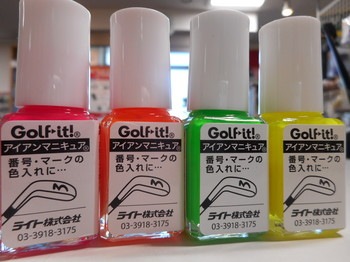 Golf it!®
アイアンマニキュア®
番号・マークの
色入れに…
ライト株式会社
03-3918-3175
Golf it!®
アイアンマニキュア®
番号・マークの
色入れに…
ライト株式会社
03-3918-3175
Golf it!®
アイアンマニキュア®
番号・マークの
色入れに…
ライト株式会社
03-3918-3175
Golf it!®
アイアンマニキュア®
番号・マークの
色入れに…
ライト株式会社
03-3918-3175